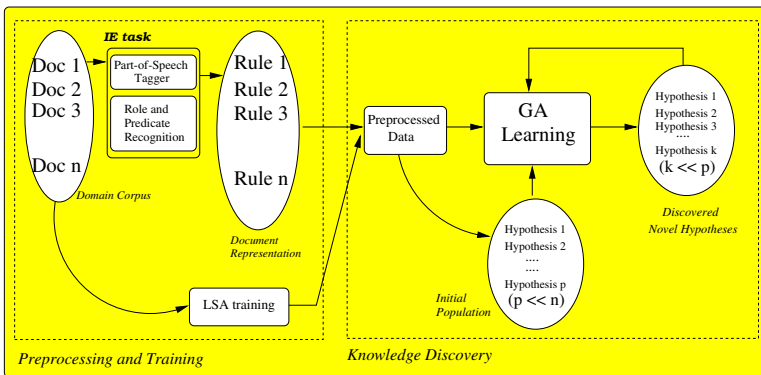 IE task
Doc 1
Doc 2
Doc 3
Doc n
Domain Corpus
Part-of-Speech
Tagger
Role and
Predicate
Recognition
Rule 1
Rule 2
Rule 3
Rule n
Document
Representation
LSA training
Preprocessing and Training
Preprocessed
Data
GA
Learning
Hypothesis 1
Hypothesis 2
Hypothesis 3
....
Hypothesis k
(k << p)
Discovered
Novel Hypotheses
Hypothesis 1
Hypothesis 2
....
....
Hypothesis p
(p << n)
Initial
Population
Knowledge Discovery